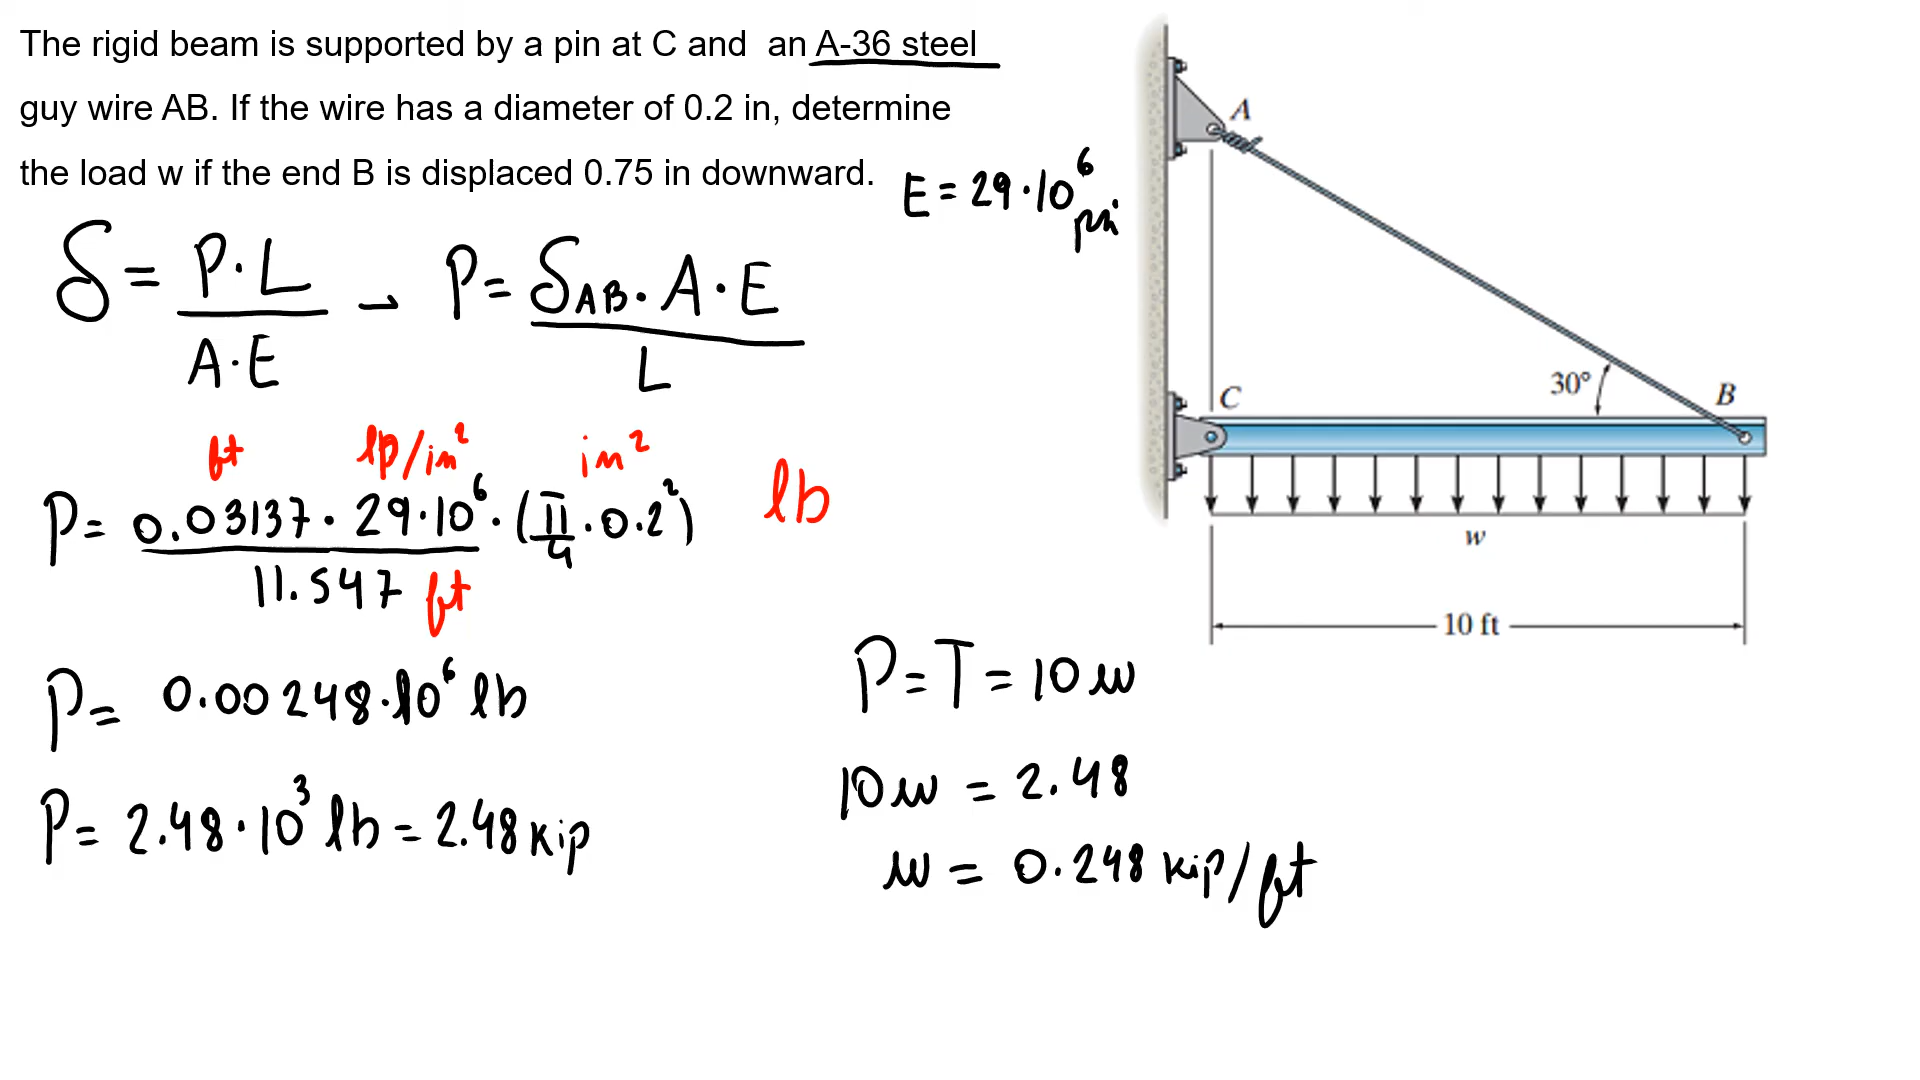 The rigid beam is supported by a pin at C and an A-36 steel
guy wire AB. If the wire has a diameter of 0.2 in, determine
the load w if the end B is displaced 0.75 in downward.
E = 29·10⁶ psi
δ = P·L / A·E → P = δAB·A·E / L
ft lb/in² in²
P = 0.03137·29·10⁶·(π/4·0.2²) lb
11.547 ft
P = 0.00248·10⁶ lb
P = 2.48·10³ lb = 2.48 kip
P = T = 10w
10w = 2.48
w = 0.248 kip/ft
A
30°
C
B
w
10 ft